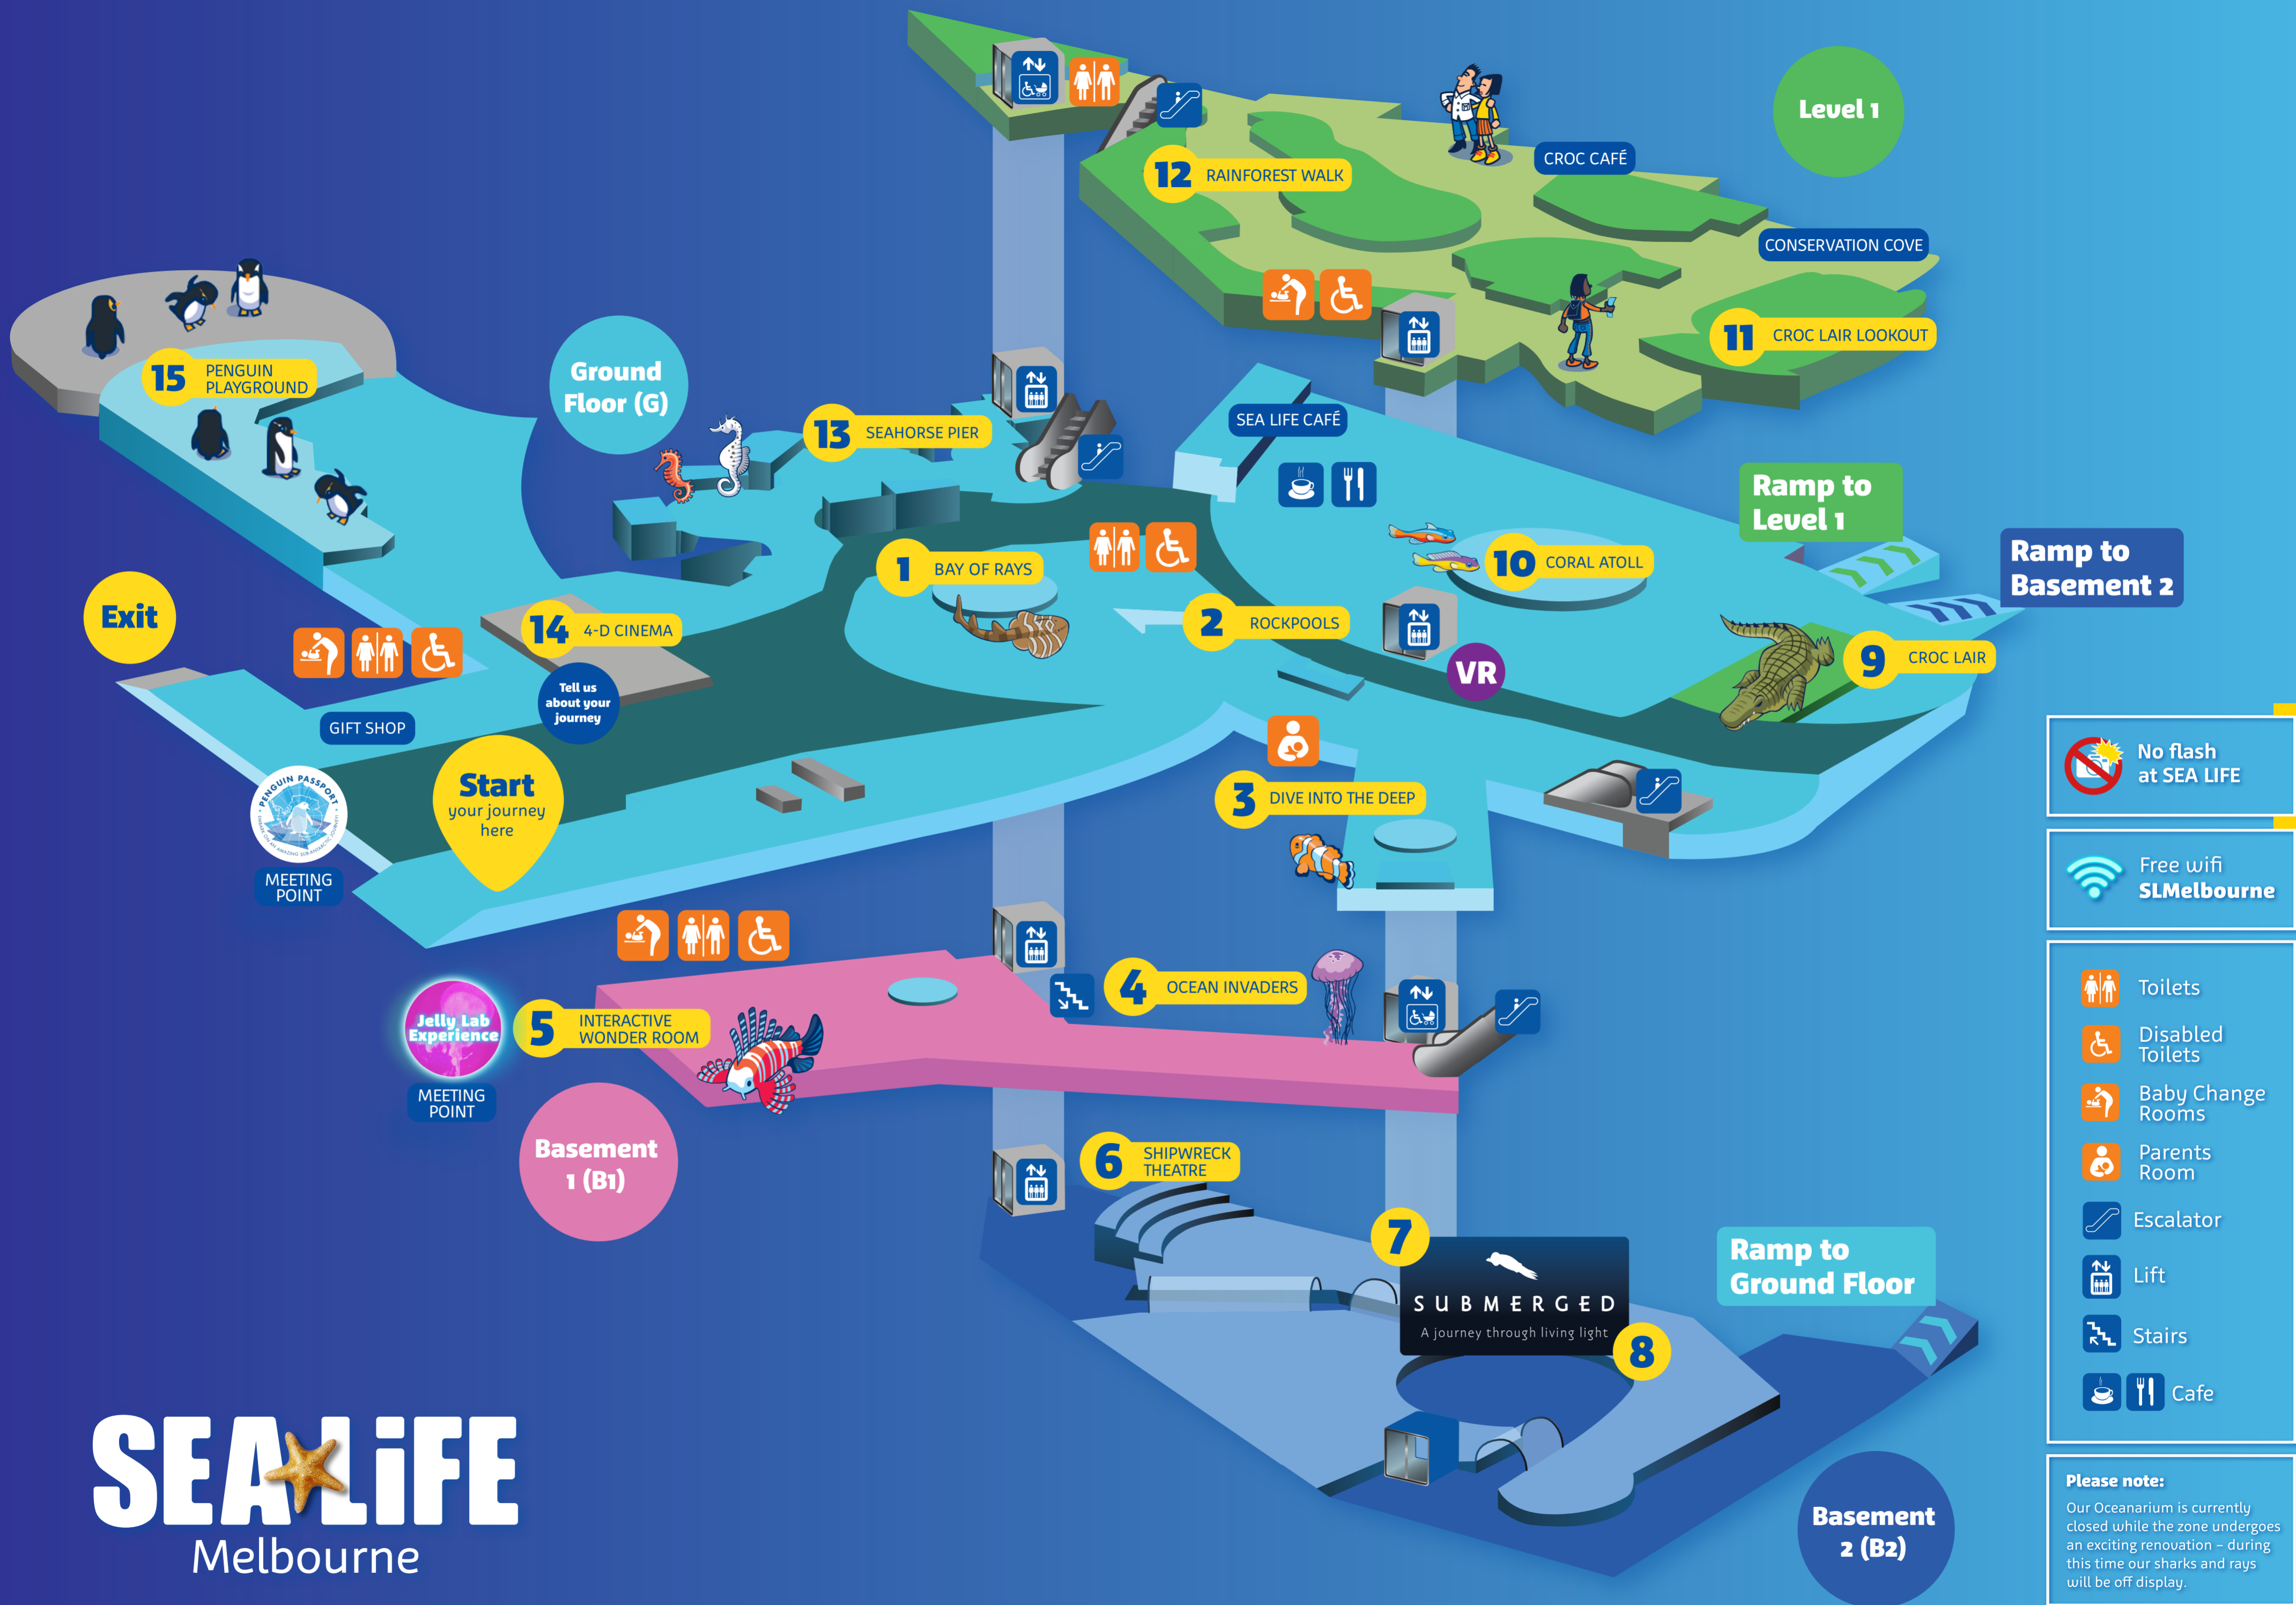 Level 1
12 RAINFOREST WALK
CROC CAFÉ
CONSERVATION COVE
11 CROC LAIR LOOKOUT
15 PENGUIN
PLAYGROUND
Ground
Floor (G)
13 SEAHORSE PIER
SEA LIFE CAFÉ
Ramp to
Level 1
Ramp to
Basement 2
1 BAY OF RAYS
10 CORAL ATOLL
Exit
14 4-D CINEMA
2 ROCKPOOLS
VR
9 CROC LAIR
Tell us
about your
journey
GIFT SHOP
Start
your journey
here
PENGUIN PASSPORT
MEETING
POINT
3 DIVE INTO THE DEEP
No flash
at SEA LIFE
Free wifi
SLMelbourne
4 OCEAN INVADERS
Jelly Lab
Experience
5 INTERACTIVE
WONDER ROOM
MEETING
POINT
Basement
1 (B1)
6 SHIPWRECK
THEATRE
7
SUBMERGED
A journey through living light
8
Ramp to
Ground Floor
Basement
2 (B2)
Toilets
Disabled
Toilets
Baby Change
Rooms
Parents
Room
Escalator
Lift
Stairs
Cafe
Please note:
Our Oceanarium is currently
closed while the zone undergoes
an exciting renovation – during
this time our sharks and rays
will be off display.
SEA LiFE
Melbourne